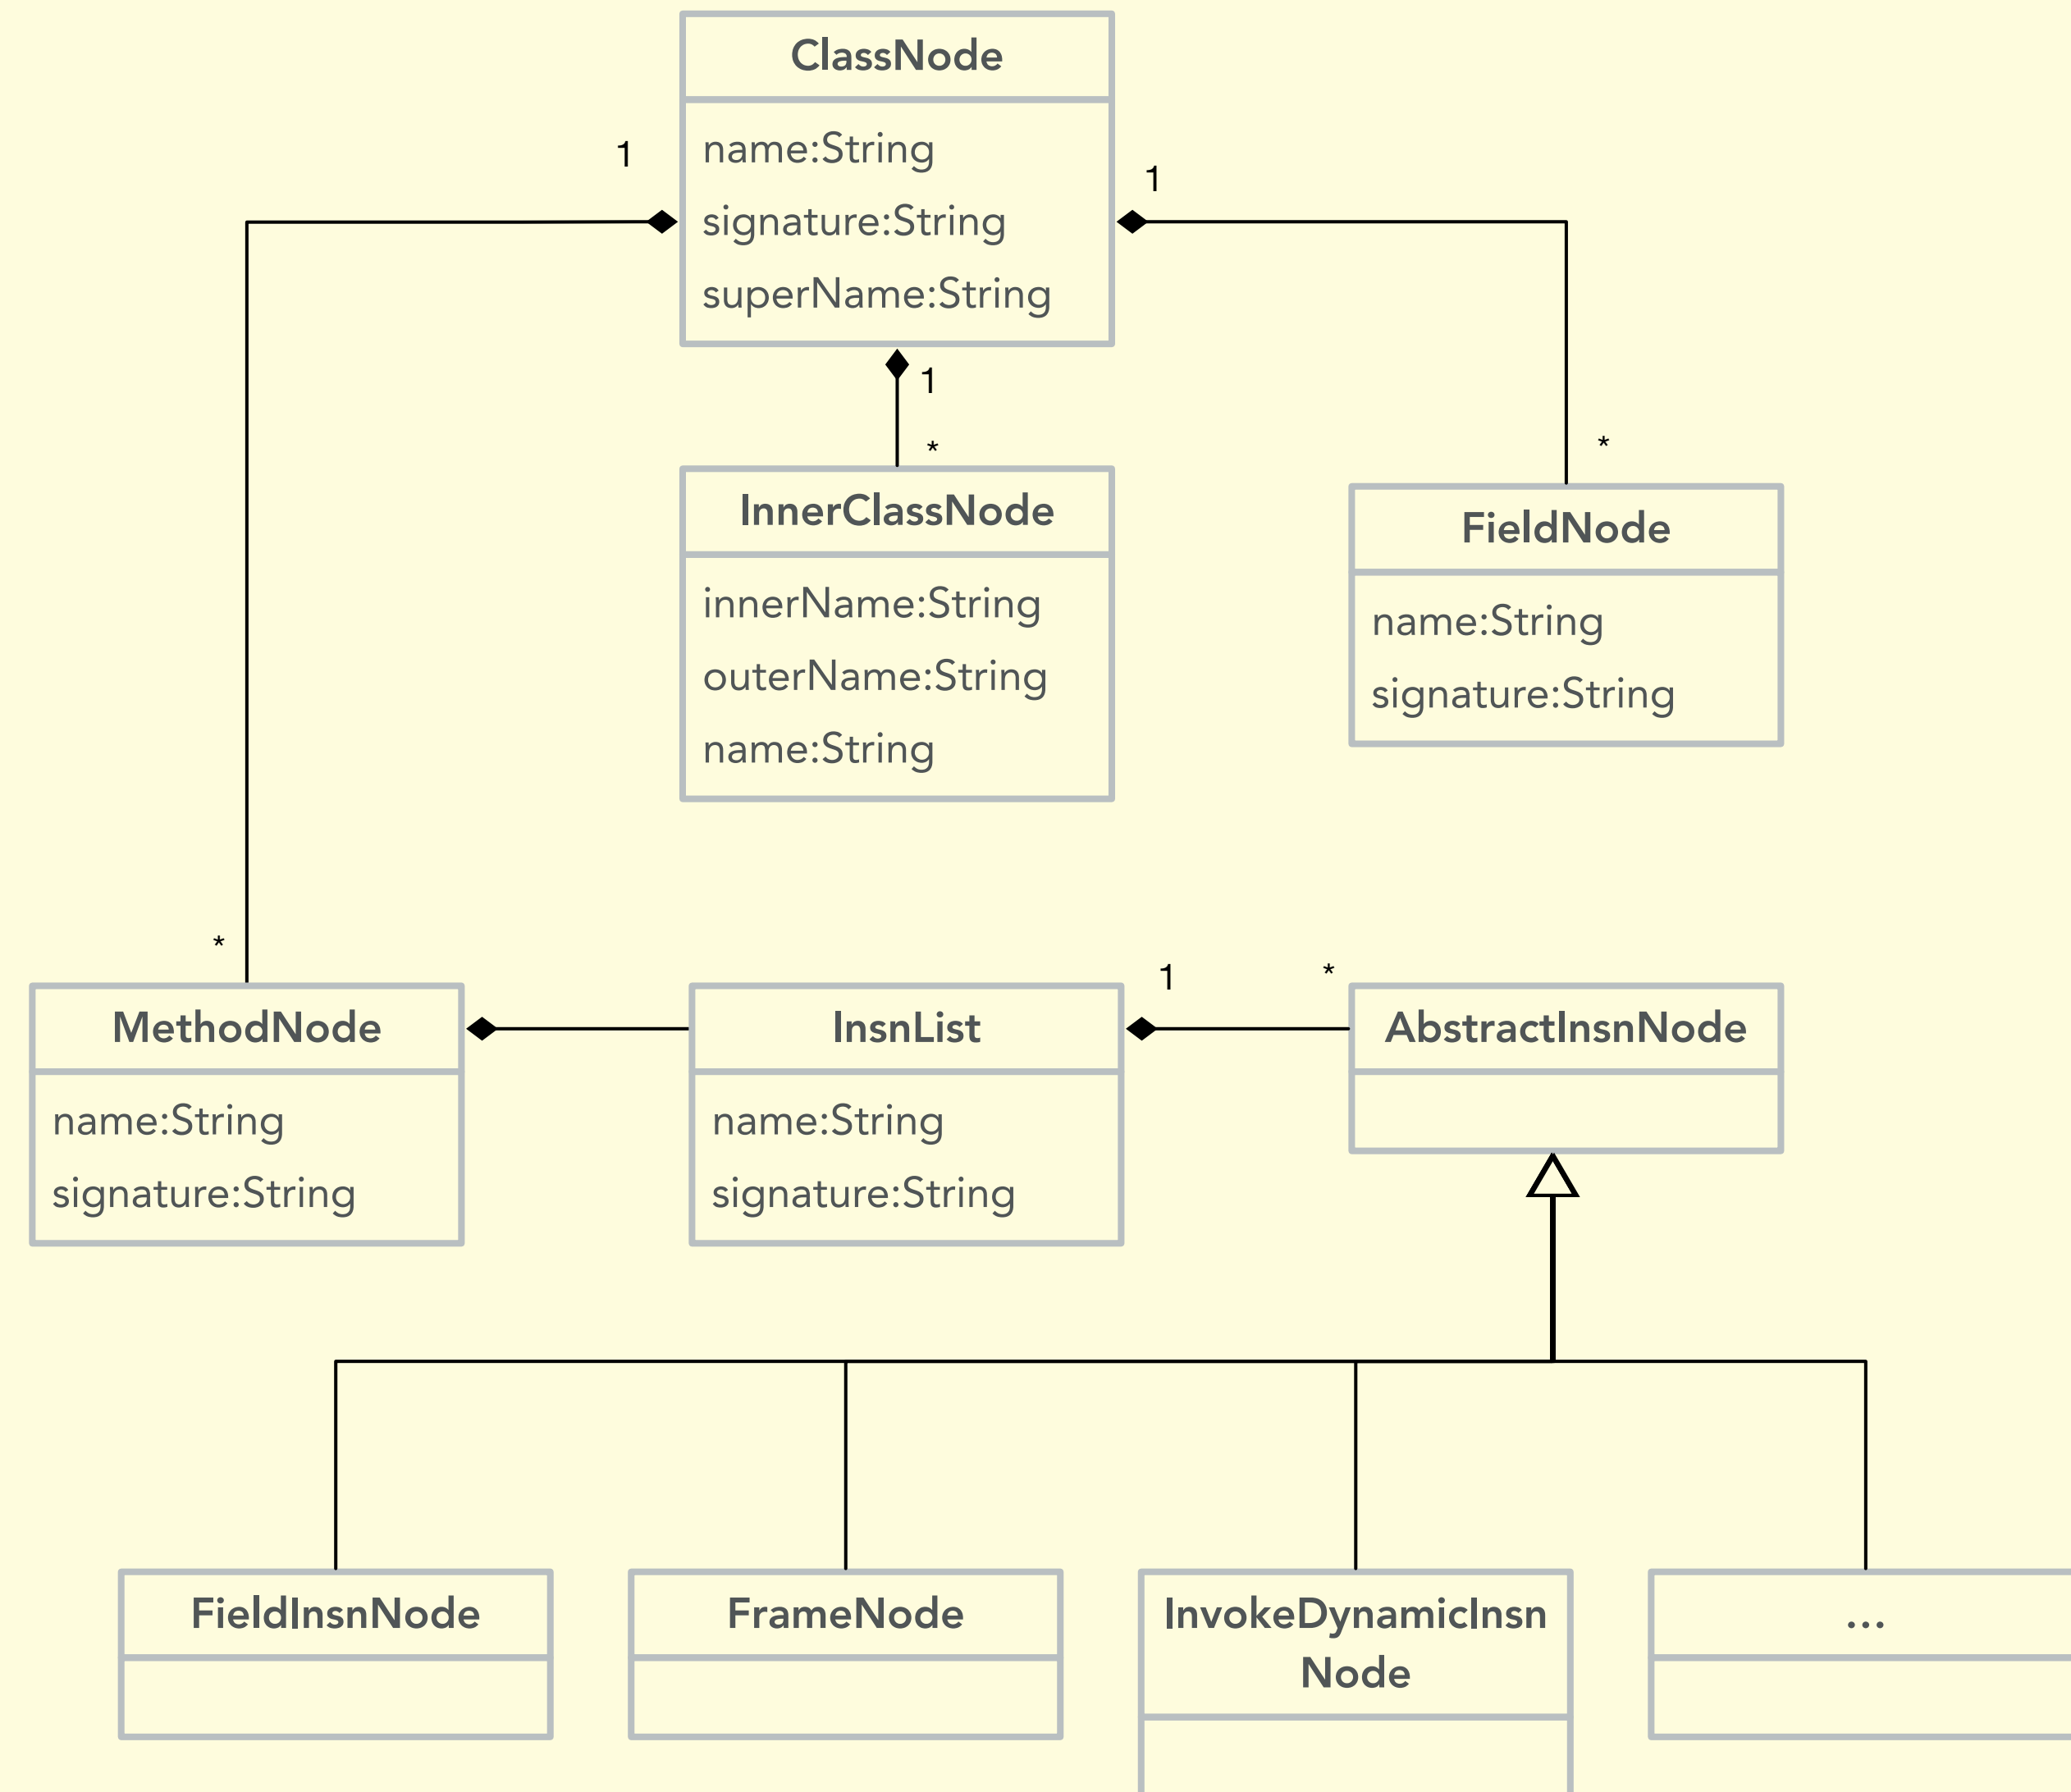 ClassNode
name:String
signature:String
superName:String
1
1
1
*
InnerClassNode
innerName:String
outerName:String
name:String
*
FieldNode
name:String
signature:String
*
MethodNode
name:String
signature:String
InsnList
name:String
signature:String
1
*
AbstractInsnNode
FieldInsnNode
FrameNode
InvokeDynamicInsn
Node
...